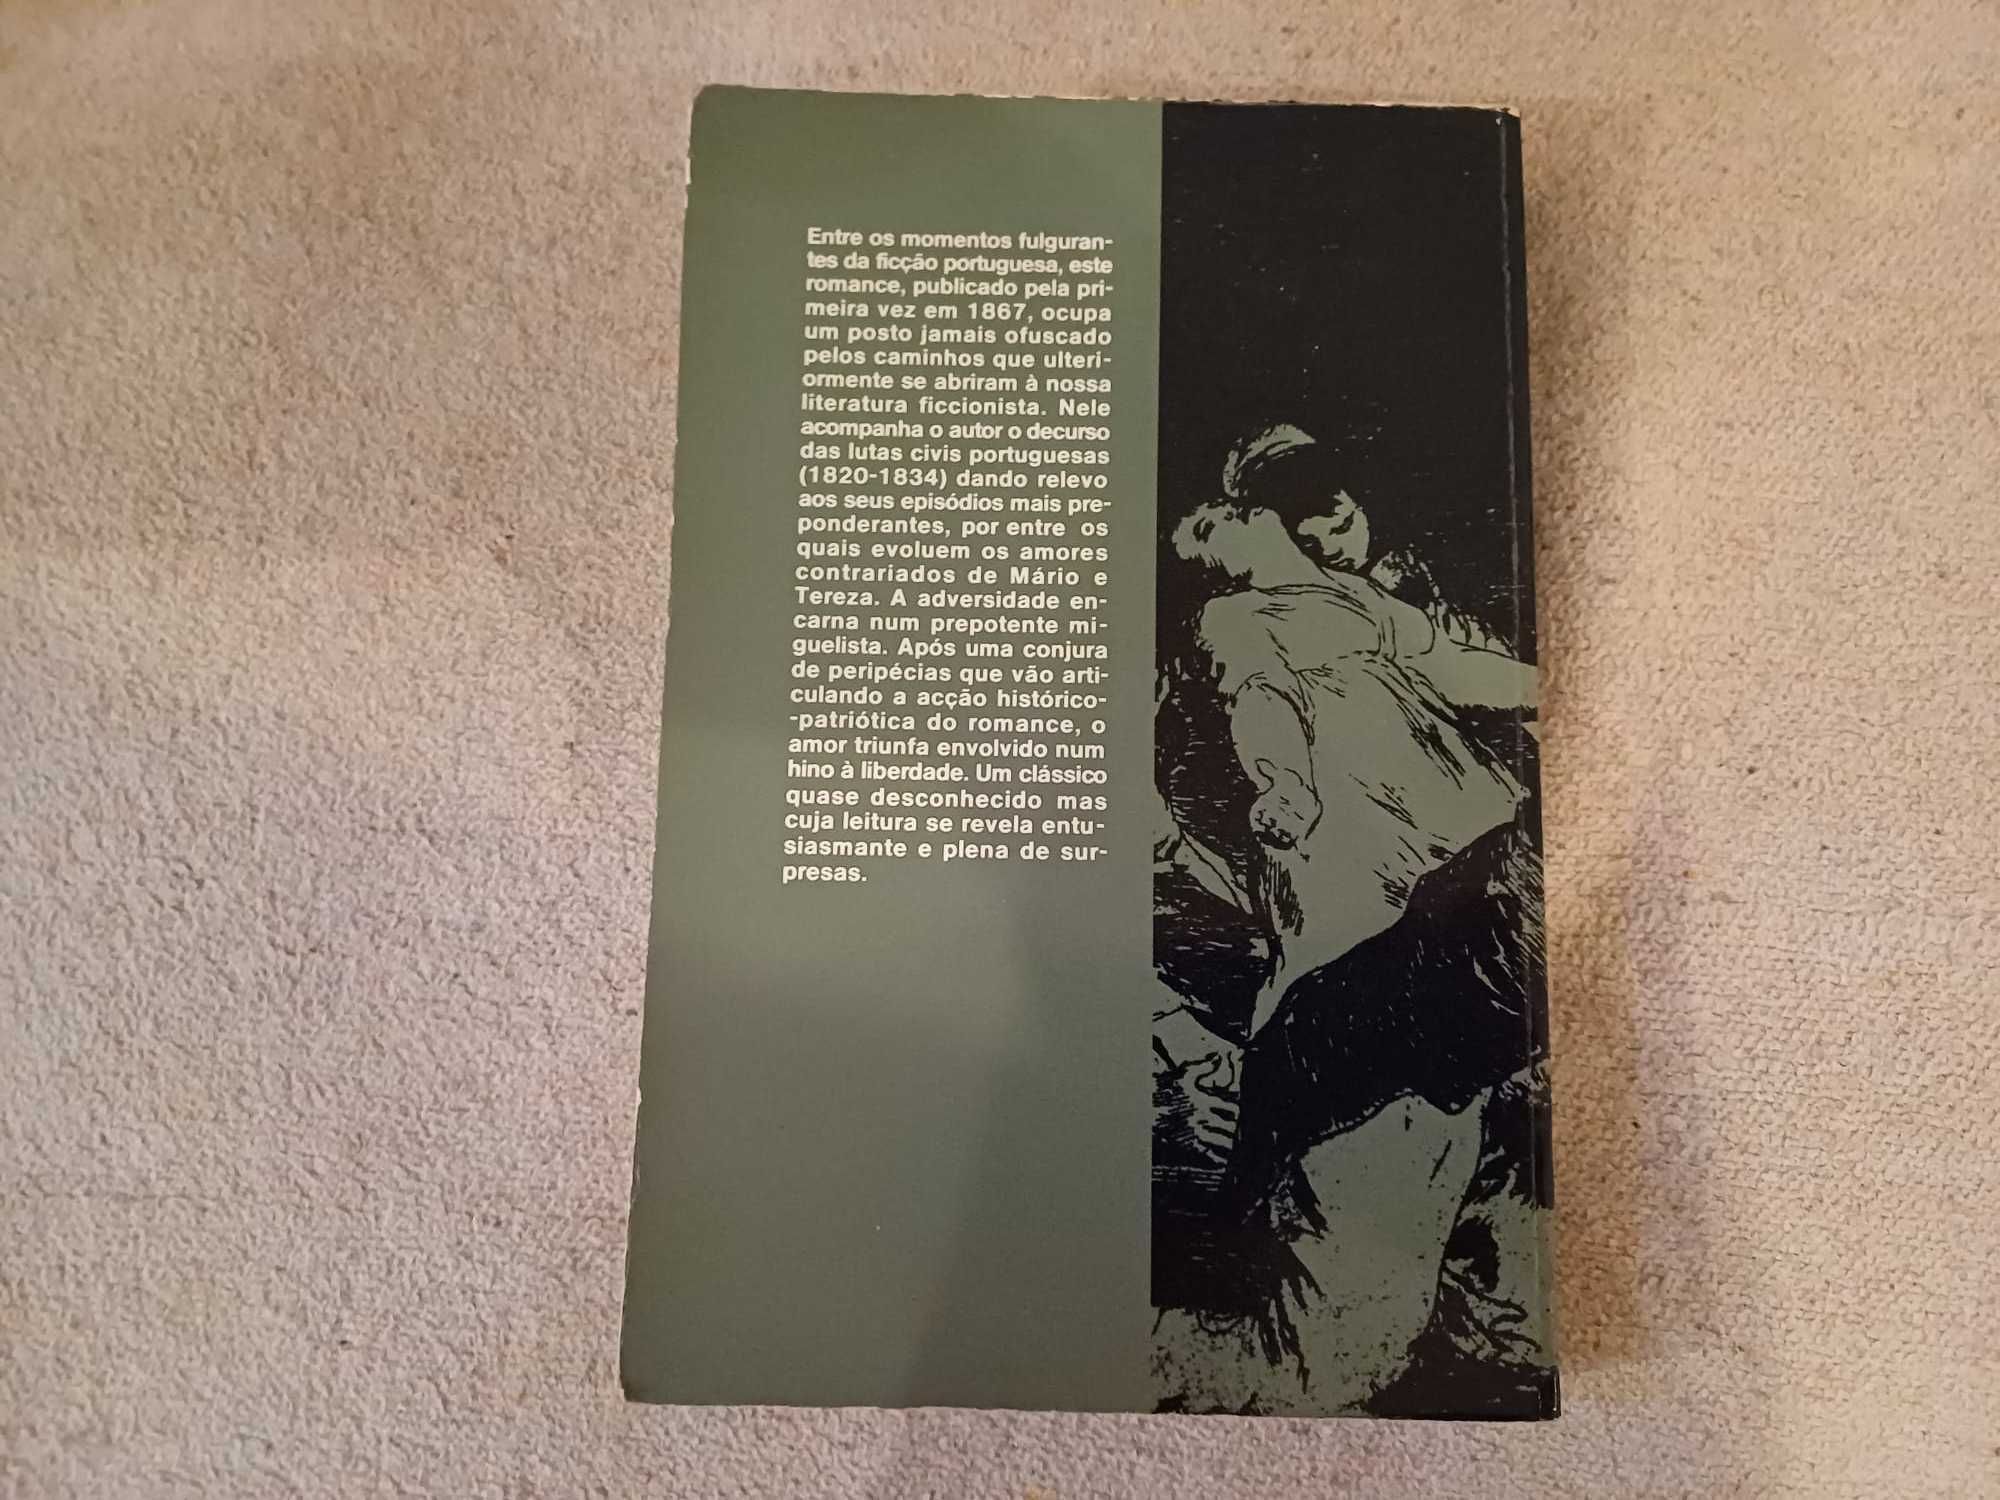 Entre os momentos fulguran-
tes da ficção portuguesa, este
romance, publicado pela pri-
meira vez em 1867, ocupa
um posto jamais ofuscado
pelos caminhos que ulteri-
ormente se abriram à nossa
literatura ficcionista. Nele
acompanha o autor o decurso
das lutas civis portuguesas
(1820-1834) dando relevo
aos seus episódios mais pre-
ponderantes, por entre os
quais evoluem os amores
contrariados de Mário e
Tereza. A adversidade en-
carna num prepotente mi-
guelista. Após uma conjura
de peripécias que vão arti-
culando a acção histórico-
-patriótica do romance, o
amor triunfa envolvido num
hino à liberdade. Um clássico
quase desconhecido mas
cuja leitura se revela entu-
siasmante e plena de sur-
presas.